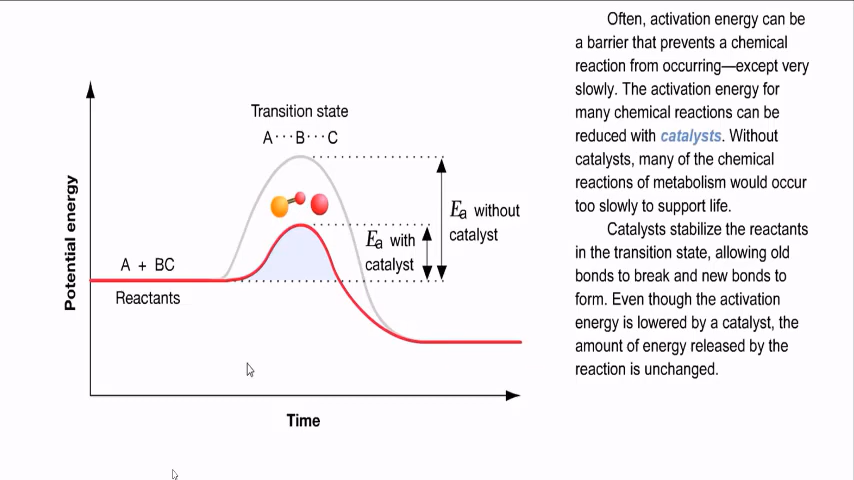 Often, activation energy can be
a barrier that prevents a chemical
reaction from occurring—except very
slowly. The activation energy for
many chemical reactions can be
reduced with catalysts. Without
catalysts, many of the chemical
reactions of metabolism would occur
too slowly to support life.
Catalysts stabilize the reactants
in the transition state, allowing old
bonds to break and new bonds to
form. Even though the activation
energy is lowered by a catalyst, the
amount of energy released by the
reaction is unchanged.
Transition state
A···B···C
Potential energy
Ea without
catalyst
Ea with
catalyst
A + BC
Reactants
Time